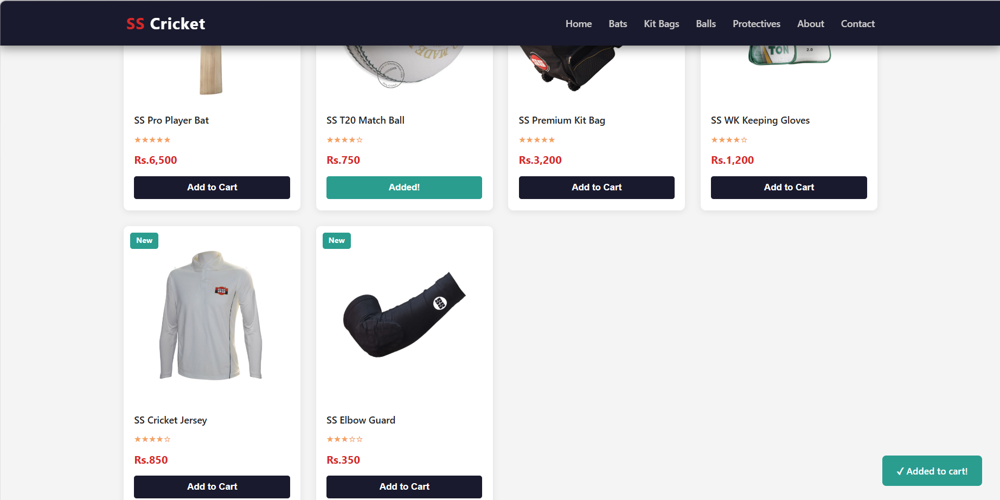 SS Cricket
Home
Bats
Kit Bags
Balls
Protectives
About
Contact
MADE
TON
2.0
SS Pro Player Bat
★★★★★
Rs.6,500
Add to Cart
SS T20 Match Ball
★★★★☆
Rs.750
Added!
SS Premium Kit Bag
★★★★★
Rs.3,200
Add to Cart
SS WK Keeping Gloves
★★★★☆
Rs.1,200
Add to Cart
New
SS Cricket Jersey
★★★★☆
Rs.850
Add to Cart
New
SS Elbow Guard
★★★☆☆
Rs.350
Add to Cart
✓ Added to cart!